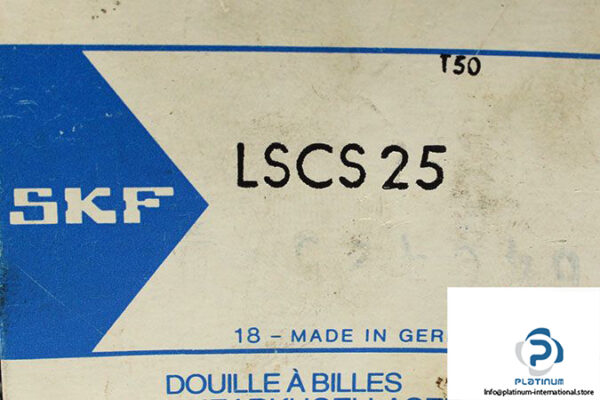 T50
LSCS 25
SKF
18 - MADE IN GER
DOUILLE À BILLES
PLATINUM
Info@platinum-international.store